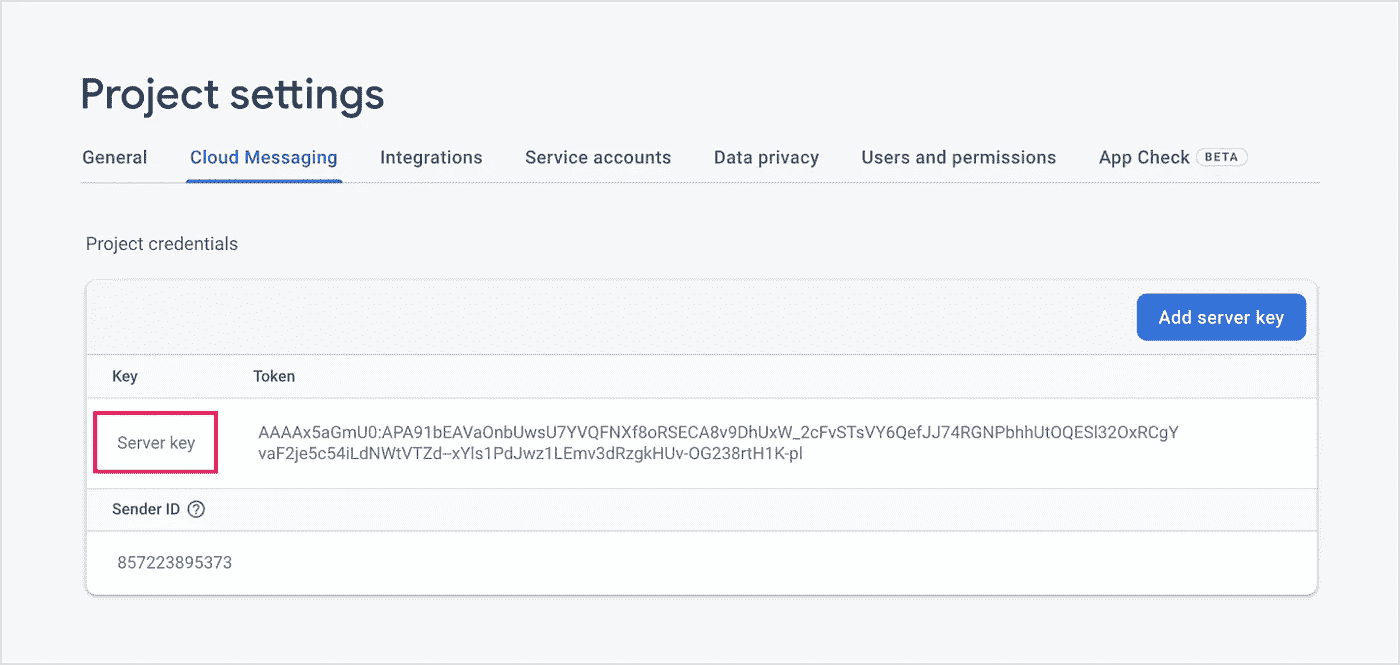 Project settings
General Cloud Messaging Integrations Service accounts Data privacy Users and permissions App Check BETA
Project credentials
Add server key
Key Token
Server key
AAAAx5aGmU0:APA91bEAVaOnbUwsU7YVQFNXf8oRSECA8v9DhUxW_2cFvSTsVY6QefJJ74RGNPbhhUtOQESl32OxRCgY
vaF2je5c54iLdNWtVTZd--xYls1PdJwz1LEmv3dRzgkHUv-OG238rtH1K-pl
Sender ID ?
857223895373